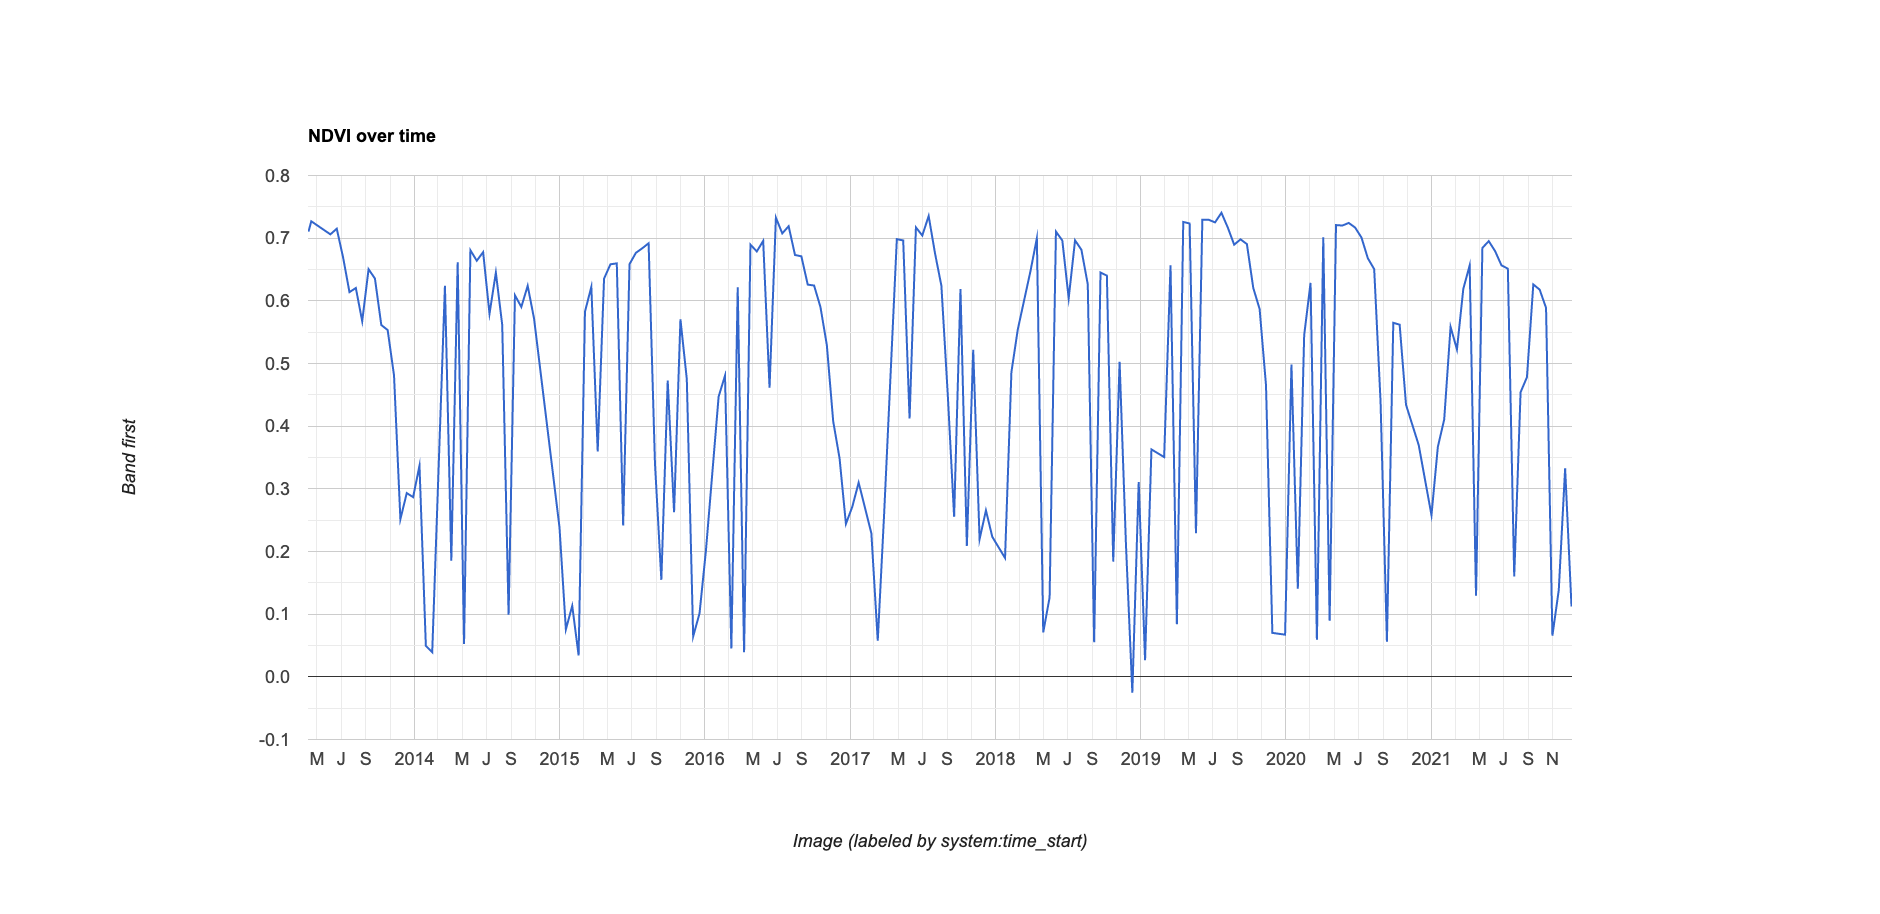 NDVI over time
0.8
0.7
0.6
0.5
0.4
0.3
0.2
0.1
0.0
-0.1
Band first
M J S 2014 M J S 2015 M J S 2016 M J S 2017 M J S 2018 M J S 2019 M J S 2020 M J S 2021 M J S N
Image (labeled by system:time_start)